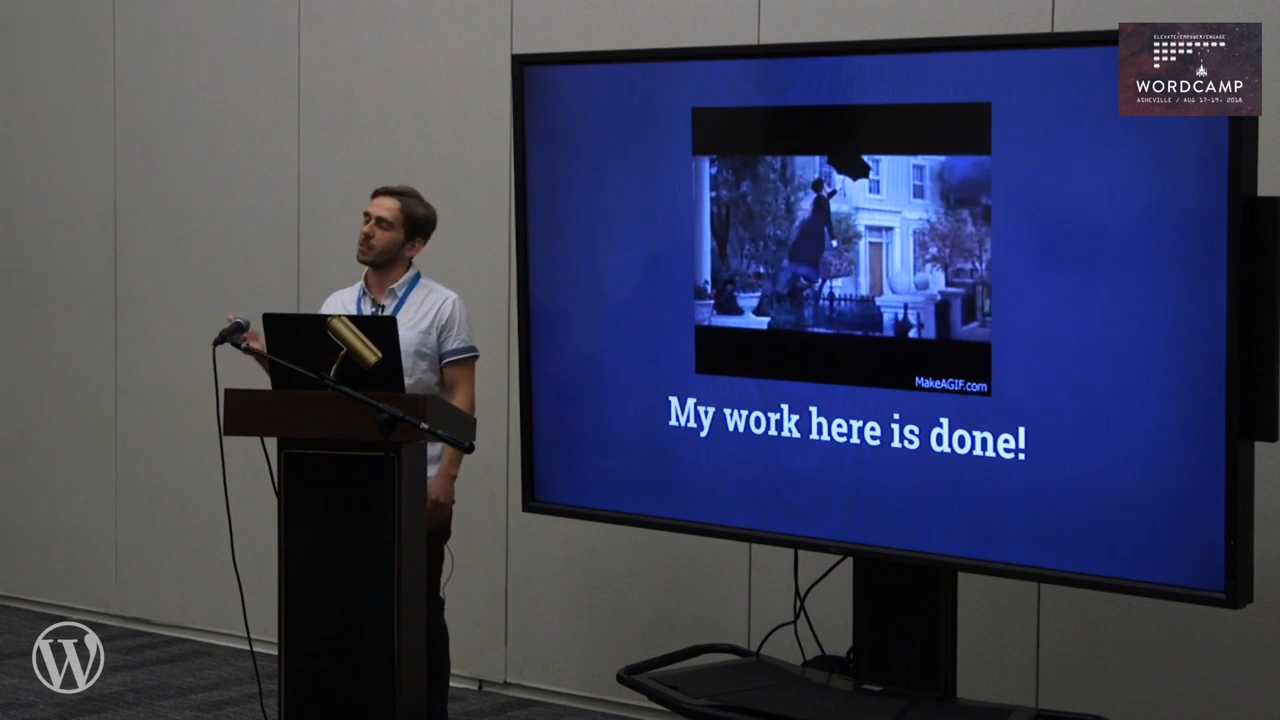 ELEVATE/EMPOWER/ENGAGE
WORDCAMP
ASHEVILLE / AUG 17-19, 2018
MakeAGIF.com
My work here is done!
W